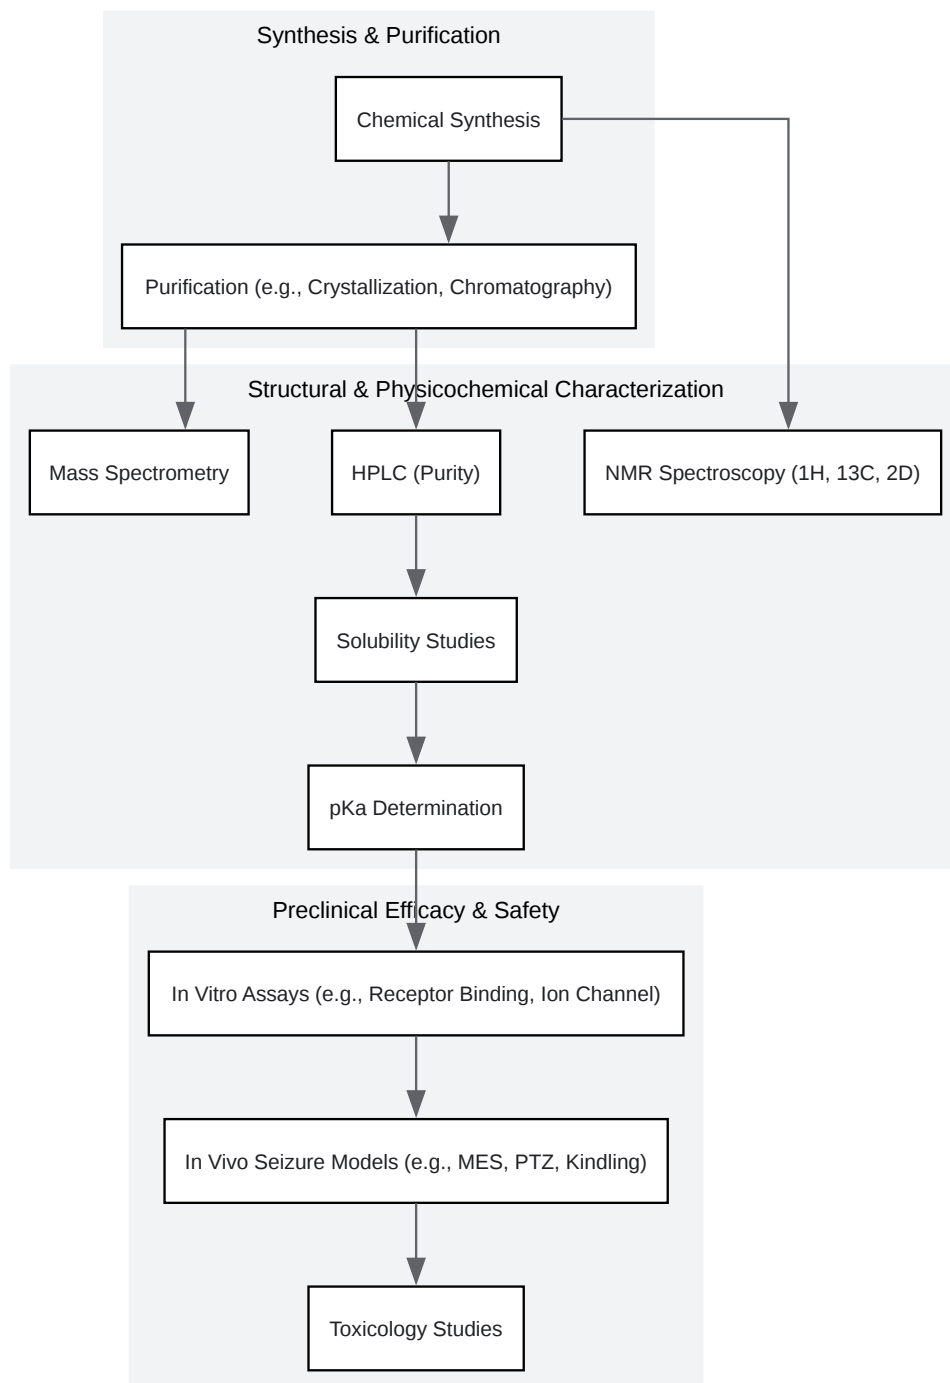 Synthesis & Purification
Chemical Synthesis
Purification (e.g., Crystallization, Chromatography)
Structural & Physicochemical Characterization
Mass Spectrometry
HPLC (Purity)
NMR Spectroscopy (1H, 13C, 2D)
Solubility Studies
pKa Determination
Preclinical Efficacy & Safety
In Vitro Assays (e.g., Receptor Binding, Ion Channel)
In Vivo Seizure Models (e.g., MES, PTZ, Kindling)
Toxicology Studies